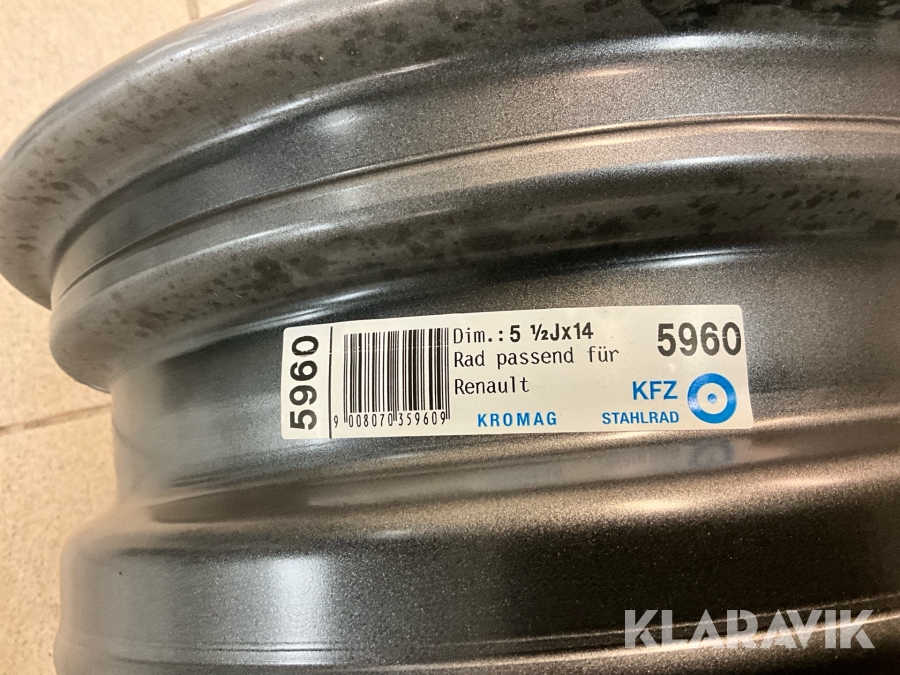 5960
9 008070 359609
Dim.: 5 ½Jx14
Rad passend für
Renault
KROMAG
5960
KFZ
STAHLRAD
KLARAVIK